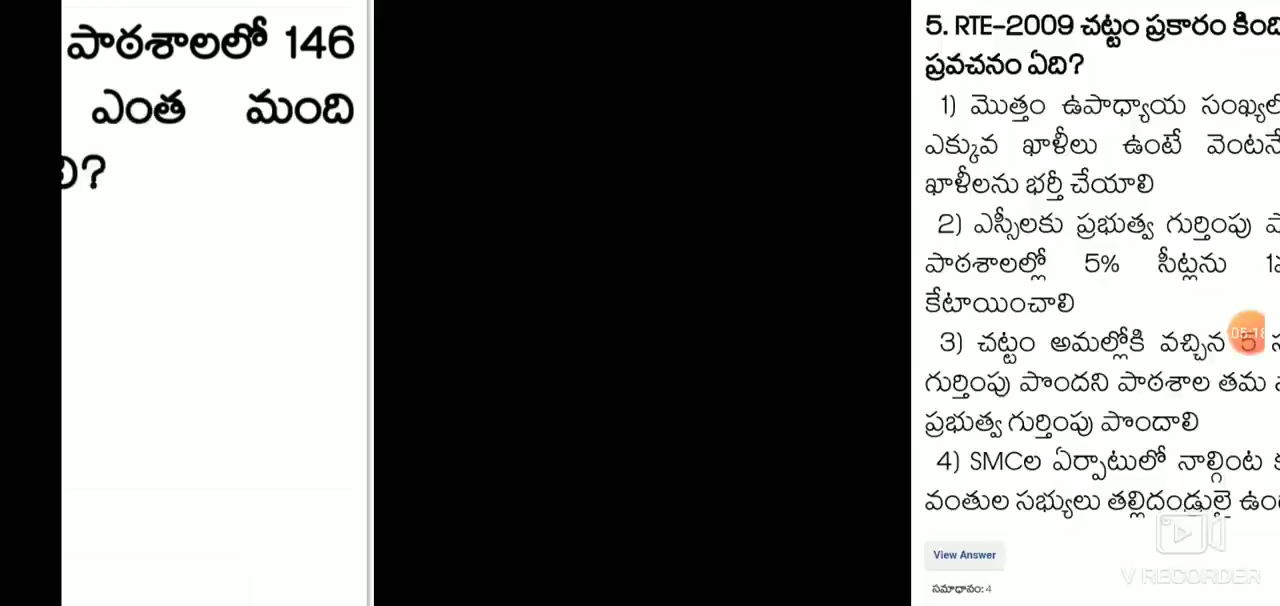 పాఠశాలలో 146
ఎంత మంది
?
5. RTE-2009 చట్టం ప్రకారం
ప్రవచనం ఏది?
1) మొత్తం ఉపాధ్యాయ
ఎక్కువ ఖాళీలు ఉంటే
ఖాళీలను భర్తీ చేయాలి
2) ఎస్సీలకు ప్రభుత్వ గుర్తింపు
పాఠశాలల్లో 5% సీట్లను
కేటాయించాలి
3) చట్టం అమల్లోకి వచ్చిన 5
05:18
గుర్తింపు పొందని పాఠశాల తమ
ప్రభుత్వ గుర్తింపు పొందాలి
4) SMCల ఏర్పాటులో నాల్గింట
వంతుల సభ్యులు తల్లిదండ్రులై
View Answer
సమాధానం: 4
V RECORDER